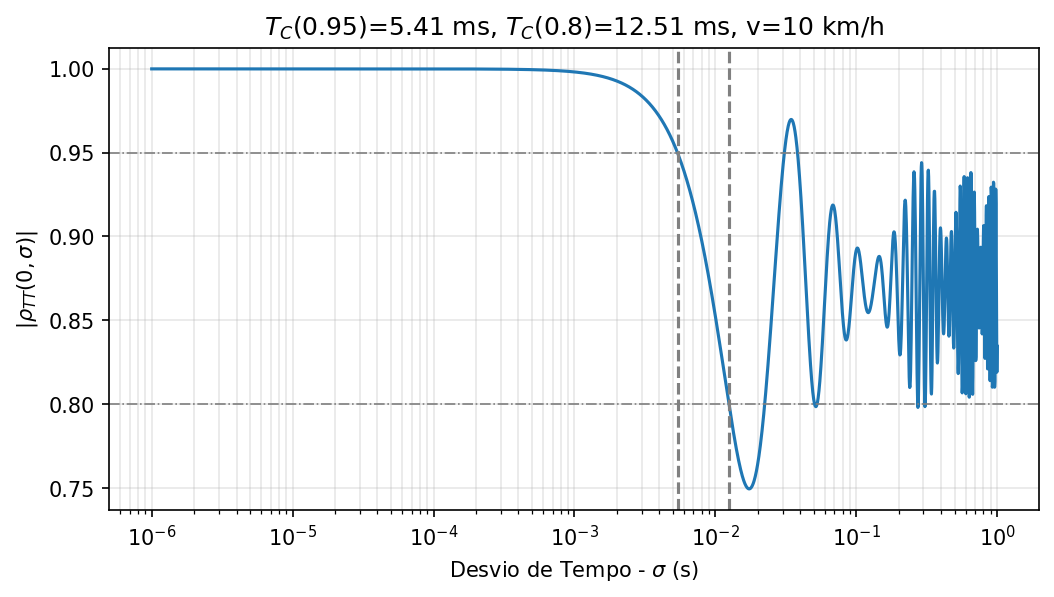 T_C(0.95)=5.41 ms, T_C(0.8)=12.51 ms, v=10 km/h
|ρ_TT(0, σ)|
1.00
0.95
0.90
0.85
0.80
0.75
10⁻⁶ 10⁻⁵ 10⁻⁴ 10⁻³ 10⁻² 10⁻¹ 10⁰
Desvio de Tempo - σ (s)